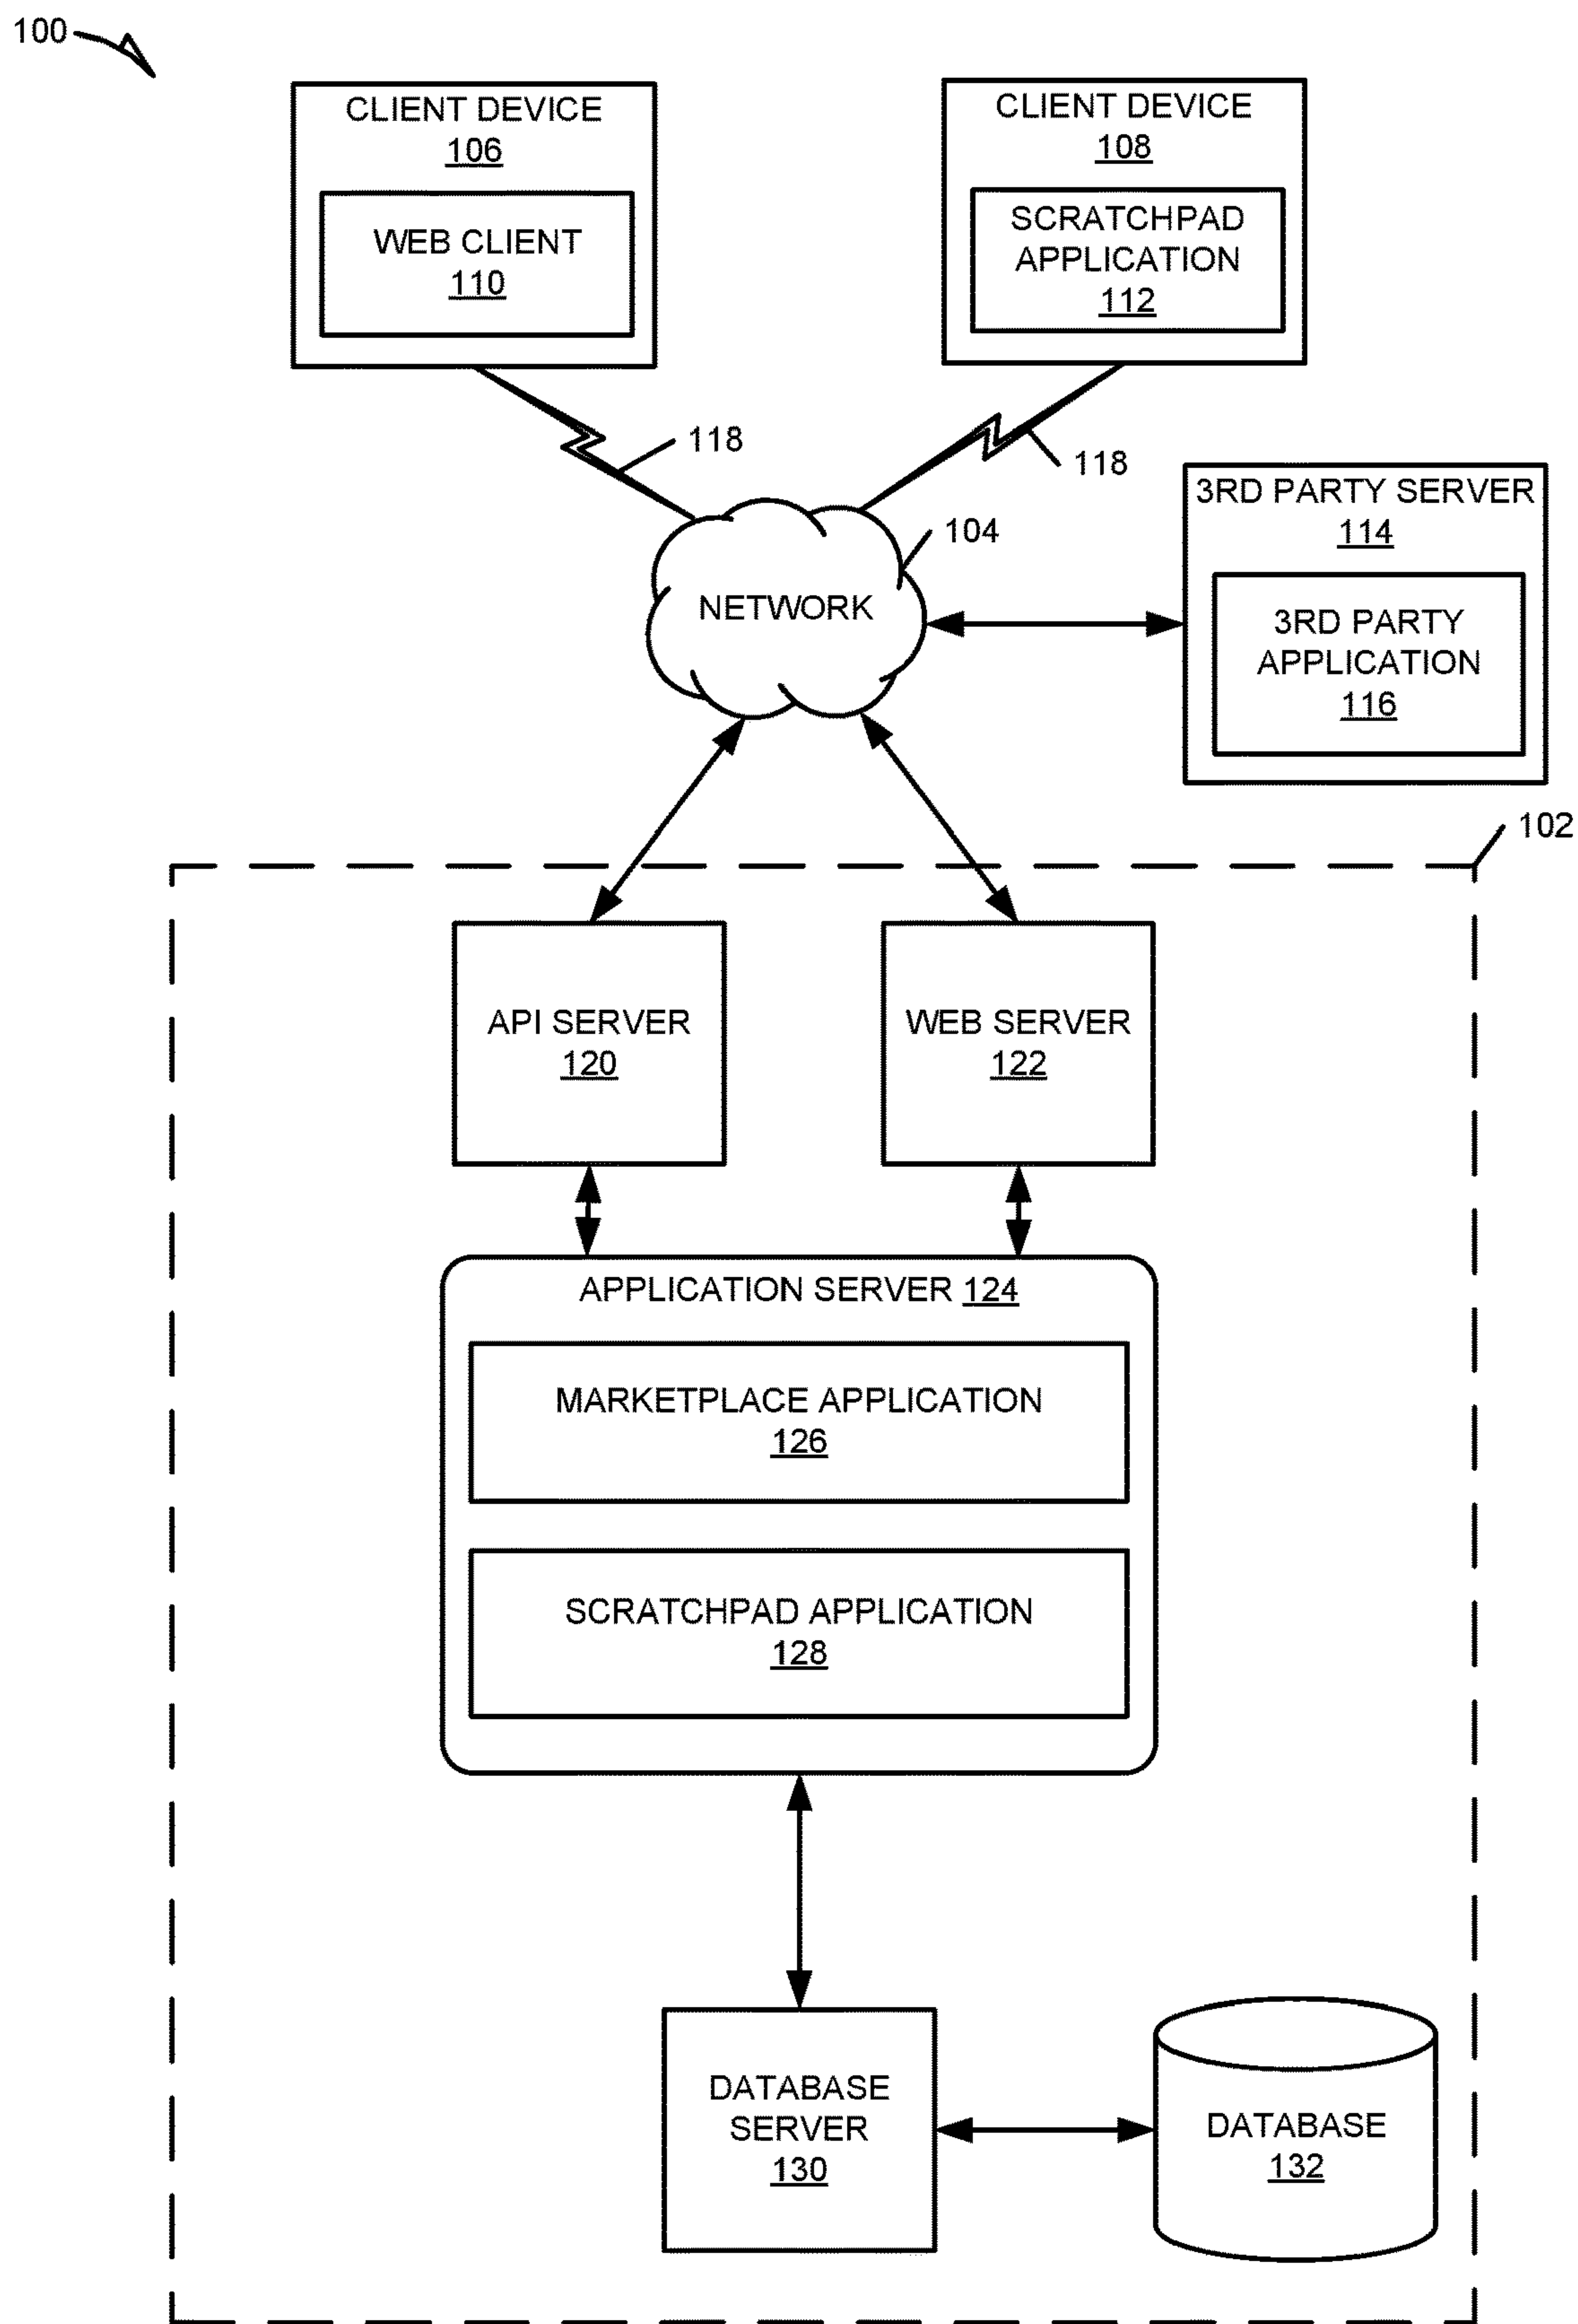 100
CLIENT DEVICE
106
WEB CLIENT
110
CLIENT DEVICE
108
SCRATCHPAD
APPLICATION
112
118
118
104
NETWORK
3RD PARTY SERVER
114
3RD PARTY
APPLICATION
116
102
API SERVER
120
WEB SERVER
122
APPLICATION SERVER 124
MARKETPLACE APPLICATION
126
SCRATCHPAD APPLICATION
128
DATABASE
SERVER
130
DATABASE
132